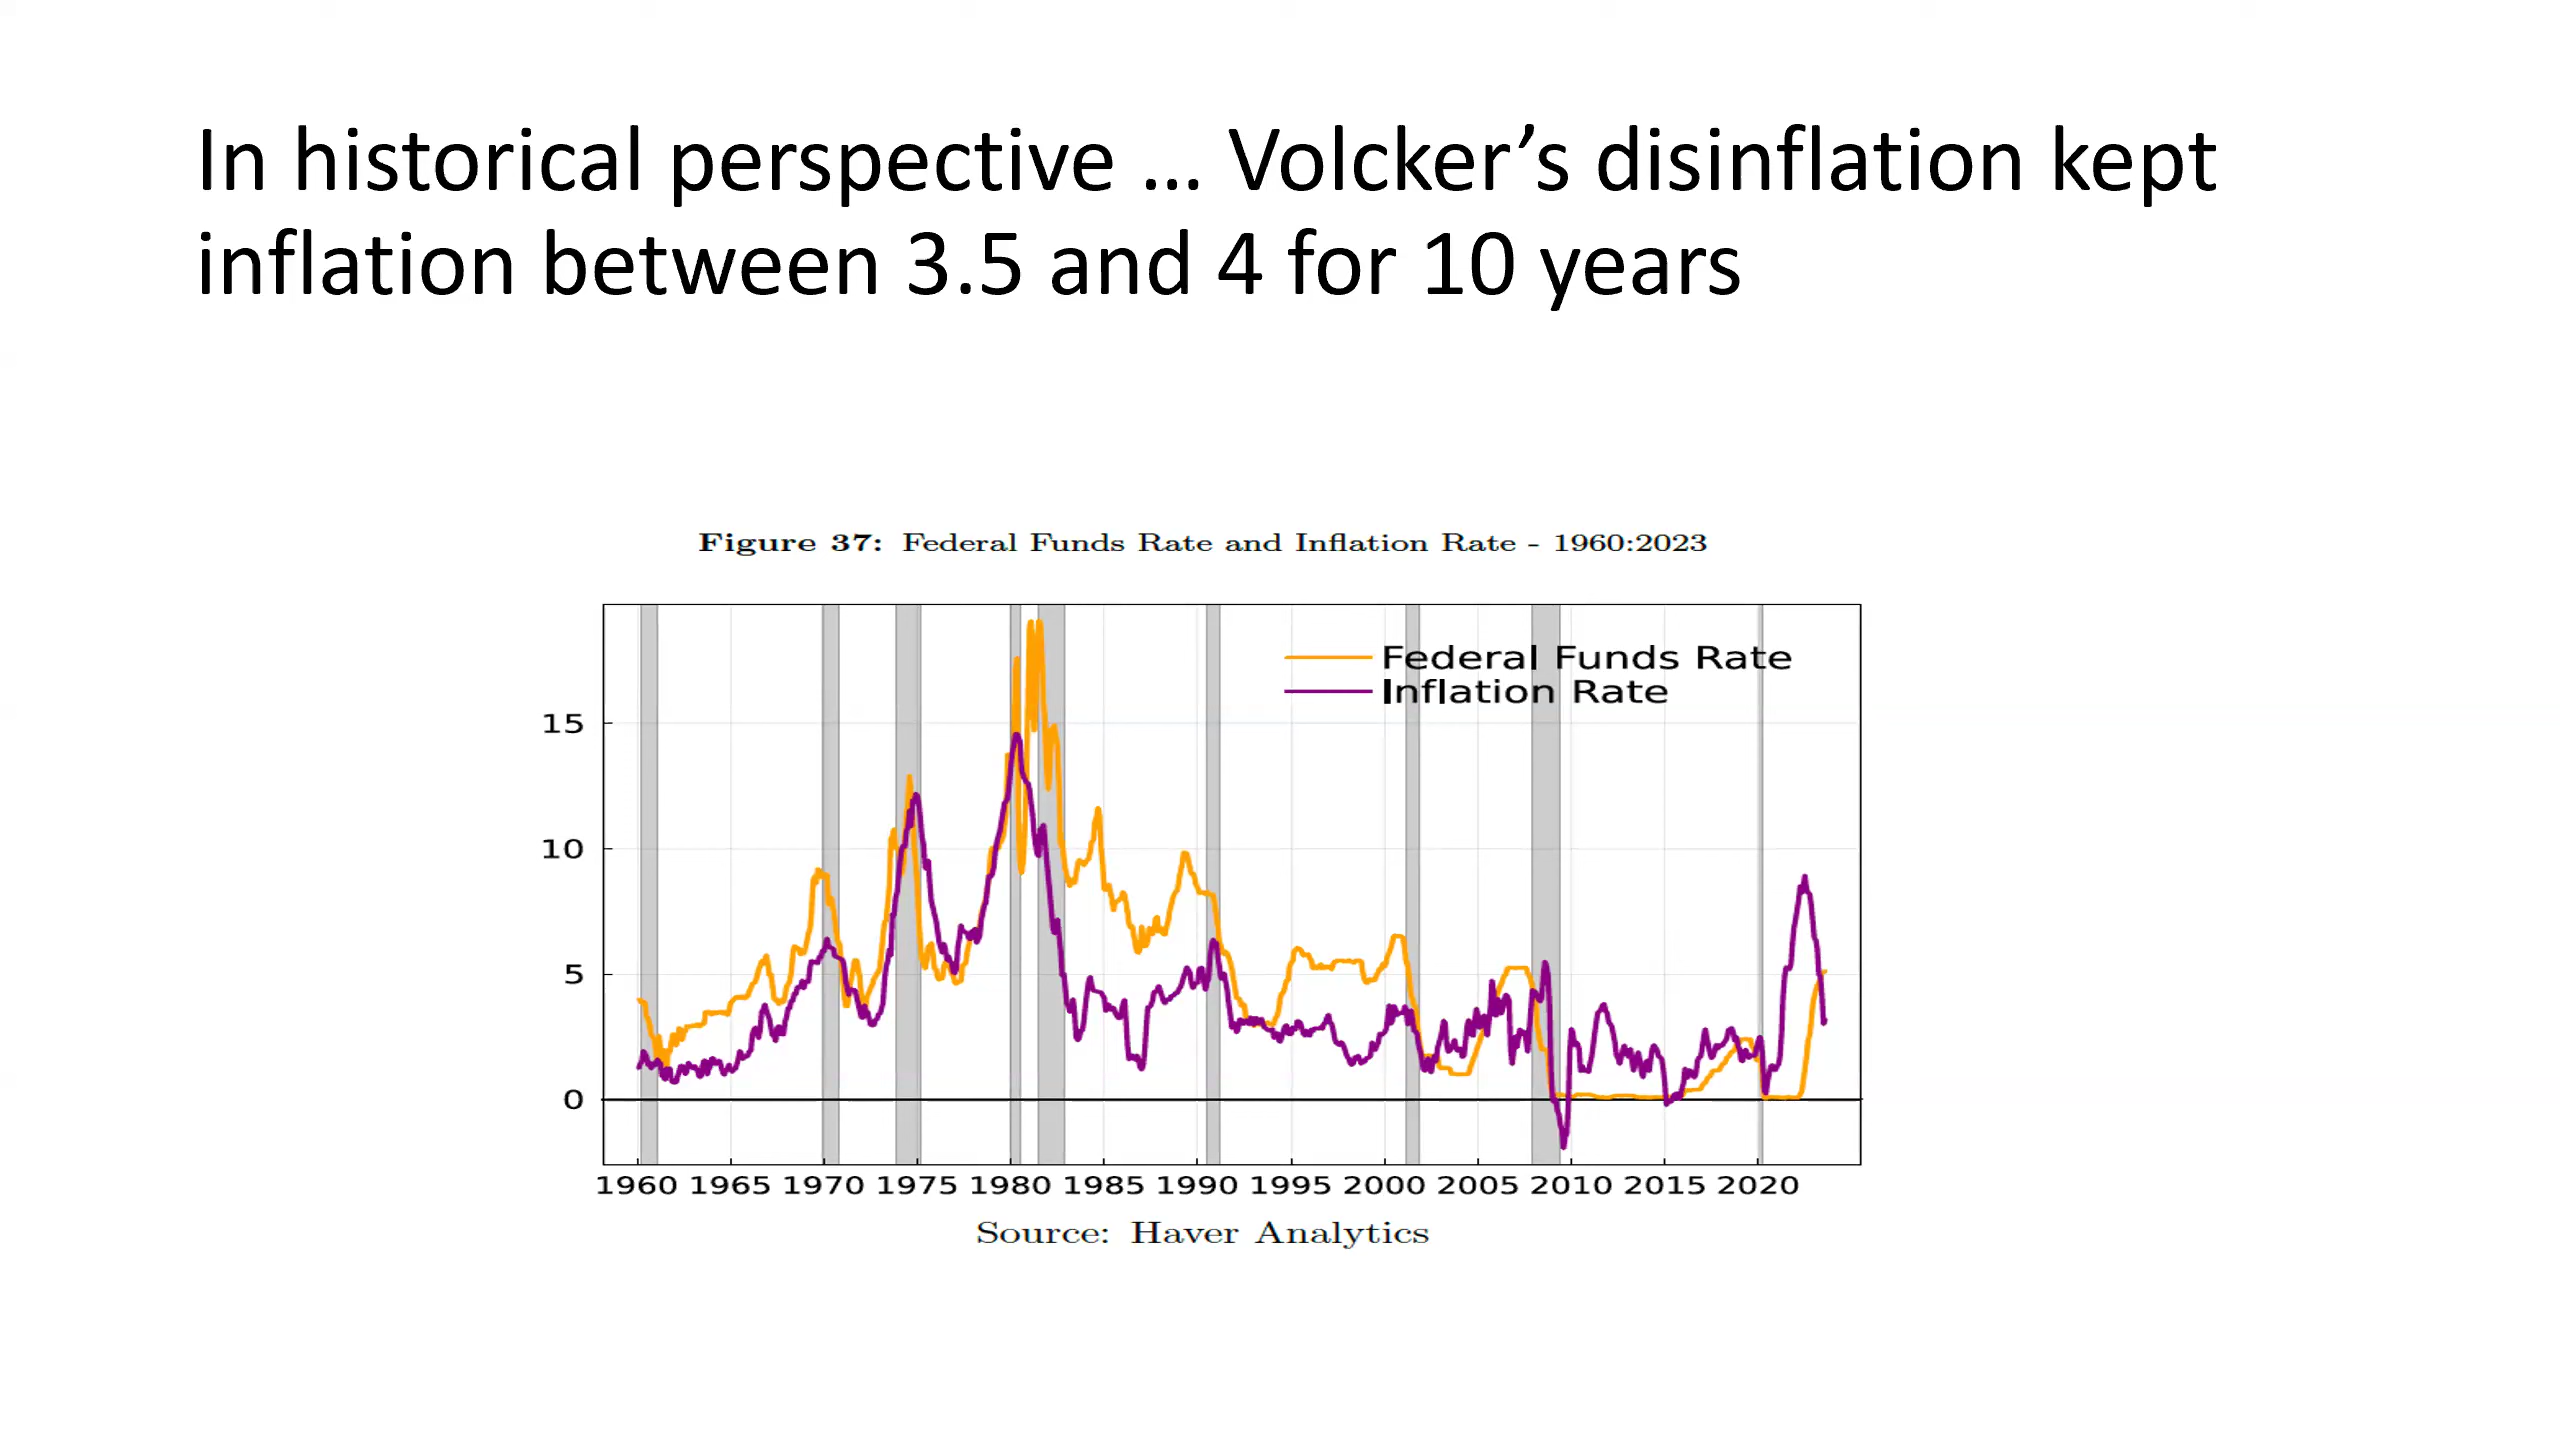 In historical perspective … Volcker’s disinflation kept
inflation between 3.5 and 4 for 10 years
Figure 37: Federal Funds Rate and Inflation Rate - 1960:2023
Federal Funds Rate
Inflation Rate
15
10
5
0
1960 1965 1970 1975 1980 1985 1990 1995 2000 2005 2010 2015 2020
Source: Haver Analytics